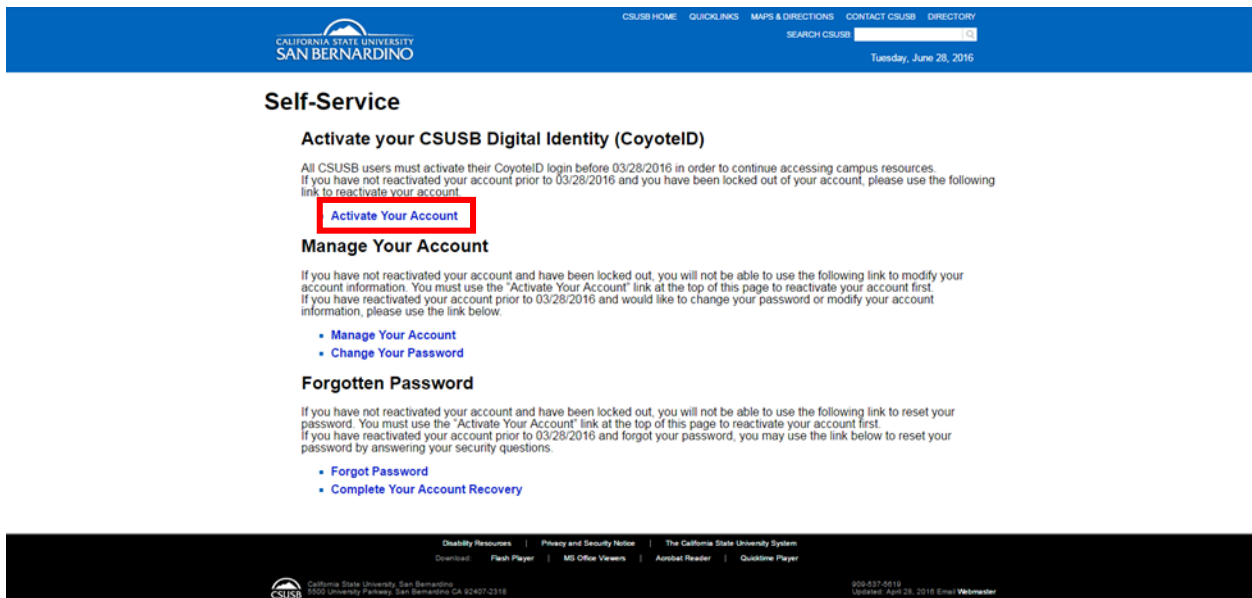 CSUSB HOME QUICKLINKS MAPS & DIRECTIONS CONTACT CSUSB DIRECTORY
SEARCH CSUSB:
CALIFORNIA STATE UNIVERSITY
SAN BERNARDINO
Tuesday, June 28, 2016
Self-Service
Activate your CSUSB Digital Identity (CoyoteID)
All CSUSB users must activate their CoyoteID login before 03/28/2016 in order to continue accessing campus resources.
If you have not reactivated your account prior to 03/28/2016 and you have been locked out of your account, please use the following
link to reactivate your account.
Activate Your Account
Manage Your Account
If you have not reactivated your account and have been locked out, you will not be able to use the following link to modify your
account information. You must use the "Activate Your Account" link at the top of this page to reactivate your account first.
If you have reactivated your account prior to 03/28/2016 and would like to change your password or modify your account
information, please use the link below.
• Manage Your Account
• Change Your Password
Forgotten Password
If you have not reactivated your account and have been locked out, you will not be able to use the following link to reset your
password. You must use the "Activate Your Account" link at the top of this page to reactivate your account first.
If you have reactivated your account prior to 03/28/2016 and forgot your password, you may use the link below to reset your
password by answering your security questions.
• Forgot Password
• Complete Your Account Recovery
Disability Resources | Privacy and Security Notice | The California State University System
Download: Flash Player | MS Office Viewers | Acrobat Reader | Quicktime Player
CSUSB
California State University, San Bernardino
5500 University Parkway, San Bernardino CA 92407-2318
909-537-5619
Updated: April 28, 2016 Email Webmaster